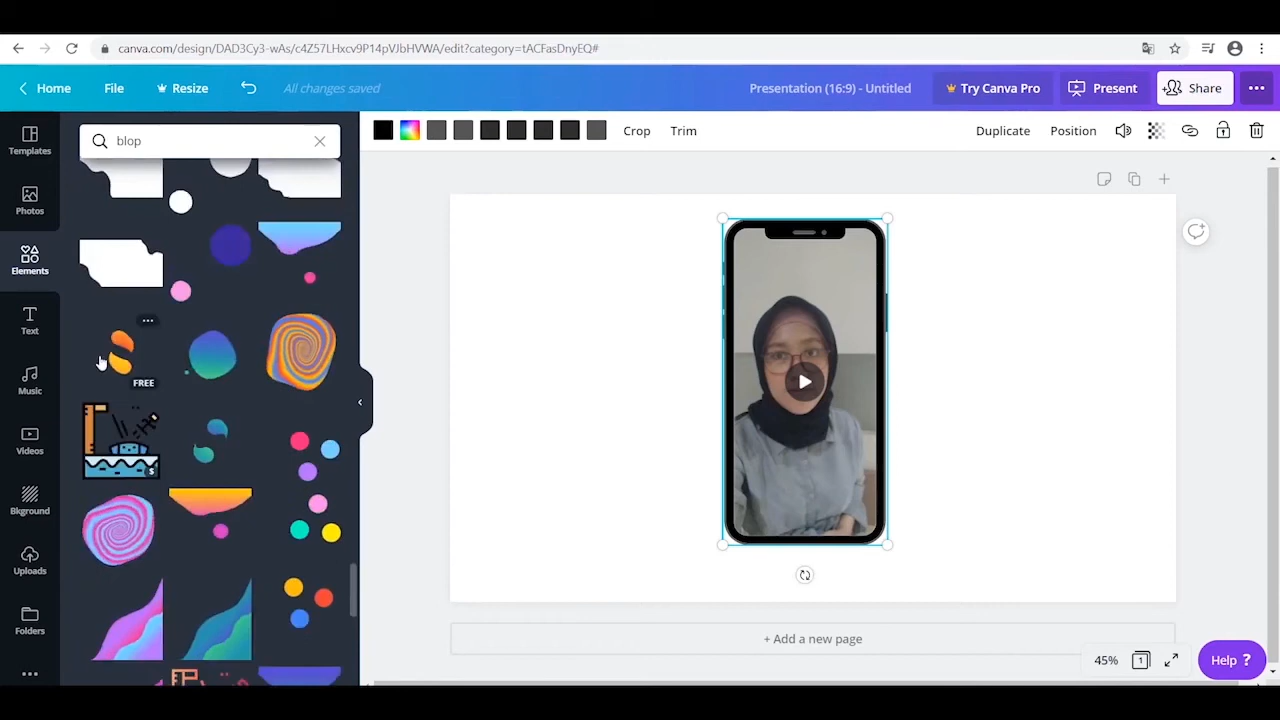 canva.com/design/DAD3Cy3-wAs/c4Z57LHxcv9P14pVJbHVWA/edit?category=tACFasDnyEQ#
Home
File
Resize
All changes saved
Presentation (16:9) - Untitled
Try Canva Pro
Present
Share
Templates
blop
Crop
Trim
Duplicate
Position
Photos
Elements
Text
FREE
Music
$
Videos
Bkground
Uploads
Folders
+ Add a new page
45%
1
Help ?